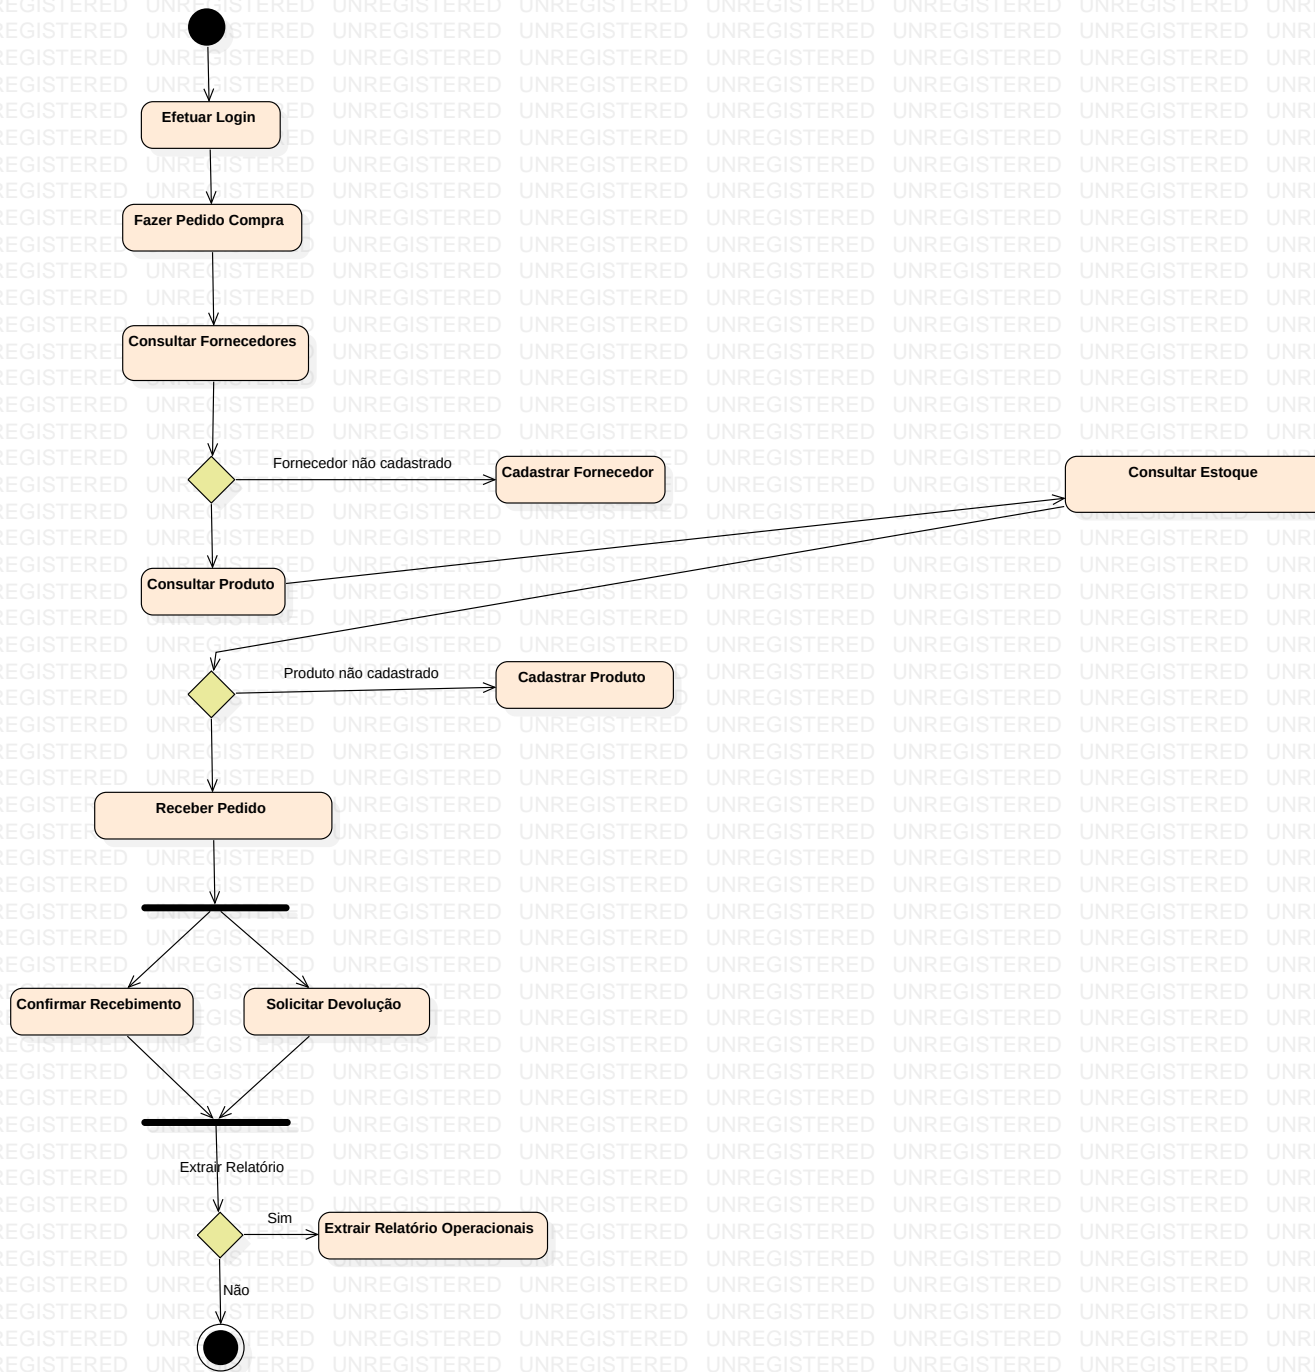 Efetuar Login
Fazer Pedido Compra
Consultar Fornecedores
Fornecedor não cadastrado
Cadastrar Fornecedor
Consultar Estoque
Consultar Produto
Produto não cadastrado
Cadastrar Produto
Receber Pedido
Confirmar Recebimento
Solicitar Devolução
Extrair Relatório
Sim
Extrair Relatório Operacionais
Não
UNREGISTERED